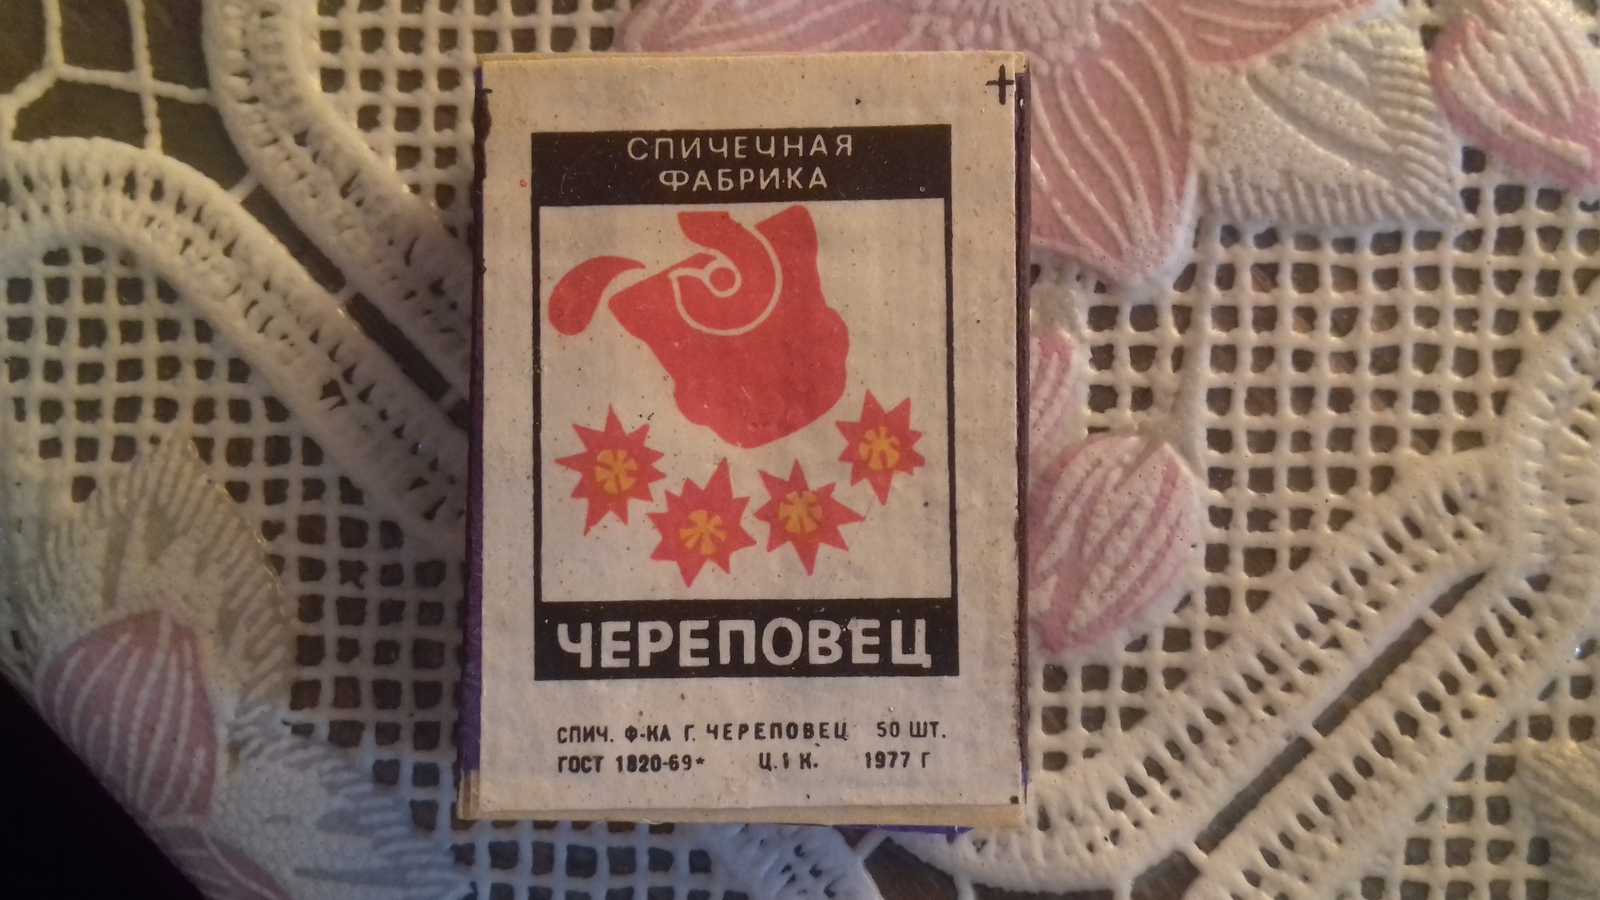 СПИЧЕЧНАЯ
ФАБРИКА
ЧЕРЕПОВЕЦ
СПИЧ. Ф-КА Г. ЧЕРЕПОВЕЦ 50 ШТ.
ГОСТ 1820-69* Ц. 1 К. 1977 Г